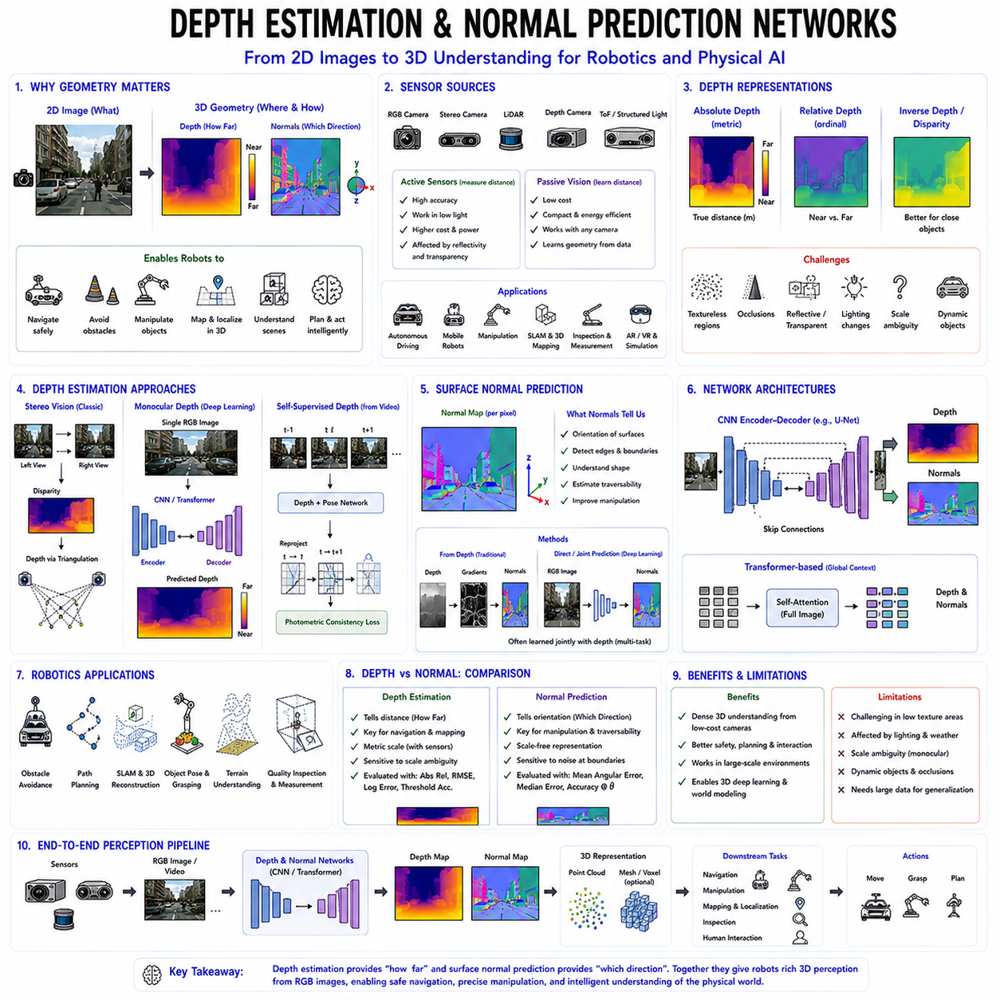 DEPTH ESTIMATION & NORMAL PREDICTION NETWORKS
From 2D Images to 3D Understanding for Robotics and Physical AI
1. WHY GEOMETRY MATTERS
2D Image (What)
3D Geometry (Where & How)
Depth (How Far)
Normals (Which Direction)
Near
Far
y
x
z
Enables Robots to
Navigate
safely
Avoid
obstacles
Manipulate
objects
Map & localize
in 3D
Understand
scenes
Plan & act
intelligently
2. SENSOR SOURCES
RGB Camera
Stereo Camera
LiDAR
Depth Camera
ToF / Structured Light
Active Sensors (measure distance)
✓ High accuracy
✓ Work in low light
✓ Higher cost & power
✓ Affected by reflectivity
and transparency
Passive Vision (learn distance)
✓ Low cost
✓ Compact & energy efficient
✓ Works with any camera
✓ Learns geometry from data
Applications
Autonomous
Driving
Mobile
Robots
Manipulation
SLAM & 3D
Mapping
Inspection &
Measurement
AR / VR &
Simulation
3. DEPTH REPRESENTATIONS
Absolute Depth
(metric)
Far
Near
True distance (m)
Relative Depth
(ordinal)
Near vs. Far
Inverse Depth /
Disparity
Better for close
objects
Challenges
Textureless
regions
Occlusions
Reflective /
Transparent
Lighting
changes
Scale
ambiguity
Dynamic
objects
4. DEPTH ESTIMATION APPROACHES
Stereo Vision (Classic)
Left View
Right View
Disparity
Depth via Triangulation
Monocular Depth (Deep Learning)
Single RGB Image
CNN / Transformer
Encoder
Decoder
Predicted Depth
Far
Near
Self-Supervised Depth (from Video)
t-1
t
t+1
...
Depth + Pose Network
Reproject
t → t+1
Photometric Consistency Loss
5. SURFACE NORMAL PREDICTION
Normal Map (per pixel)
z
y
x
What Normals Tell Us
✓ Orientation of surfaces
✓ Detect edges & boundaries
✓ Understand shape
✓ Estimate traversability
✓ Improve manipulation
Methods
From Depth (Traditional)
Depth
Gradients
Normals
Direct / Joint Prediction (Deep Learning)
RGB Image
Normals
Often learned jointly with depth (multi-task)
6. NETWORK ARCHITECTURES
CNN Encoder–Decoder (e.g., U-Net)
Skip Connections
Depth
Normals
Transformer-based (Global Context)
Self-Attention
(Full Image)
Depth &
Normals
7. ROBOTICS APPLICATIONS
Obstacle
Avoidance
Path
Planning
SLAM & 3D
Reconstruction
Object Pose &
Grasping
Terrain
Understanding
Quality Inspection
& Measurement
8. DEPTH vs NORMAL: COMPARISON
Depth Estimation
✓ Tells distance (How Far)
✓ Key for navigation & mapping
✓ Metric scale (with sensors)
✓ Sensitive to scale ambiguity
✓ Evaluated with: Abs Rel, RMSE,
Log Error, Threshold Acc.
Normal Prediction
✓ Tells orientation (Which Direction)
✓ Key for manipulation & traversability
✓ Scale-free representation
✓ Sensitive to noise at boundaries
✓ Evaluated with: Mean Angular Error,
Median Error, Accuracy @ θ
9. BENEFITS & LIMITATIONS
Benefits
✓ Dense 3D understanding from
low-cost cameras
✓ Better safety, planning & interaction
✓ Works in large-scale environments
✓ Enables 3D deep learning &
world modeling
Limitations
✗ Challenging in low texture areas
✗ Affected by lighting & weather
✗ Scale ambiguity (monocular)
✗ Dynamic objects & occlusions
✗ Needs large data for generalization
10. END-TO-END PERCEPTION PIPELINE
Sensors
RGB Image /
Video
...
Depth & Normal Networks
(CNN / Transformer)
Depth Map
Normal Map
3D Representation
Point Cloud
Mesh / Voxel
(optional)
Downstream Tasks
Navigation
Manipulation
Mapping & Localization
Inspection
Human Interaction
Actions
Move
Grasp
Plan
Key Takeaway:
Depth estimation provides "how far" and surface normal prediction provides "which direction". Together they give robots rich 3D perception
from RGB images, enabling safe navigation, precise manipulation, and intelligent understanding of the physical world.